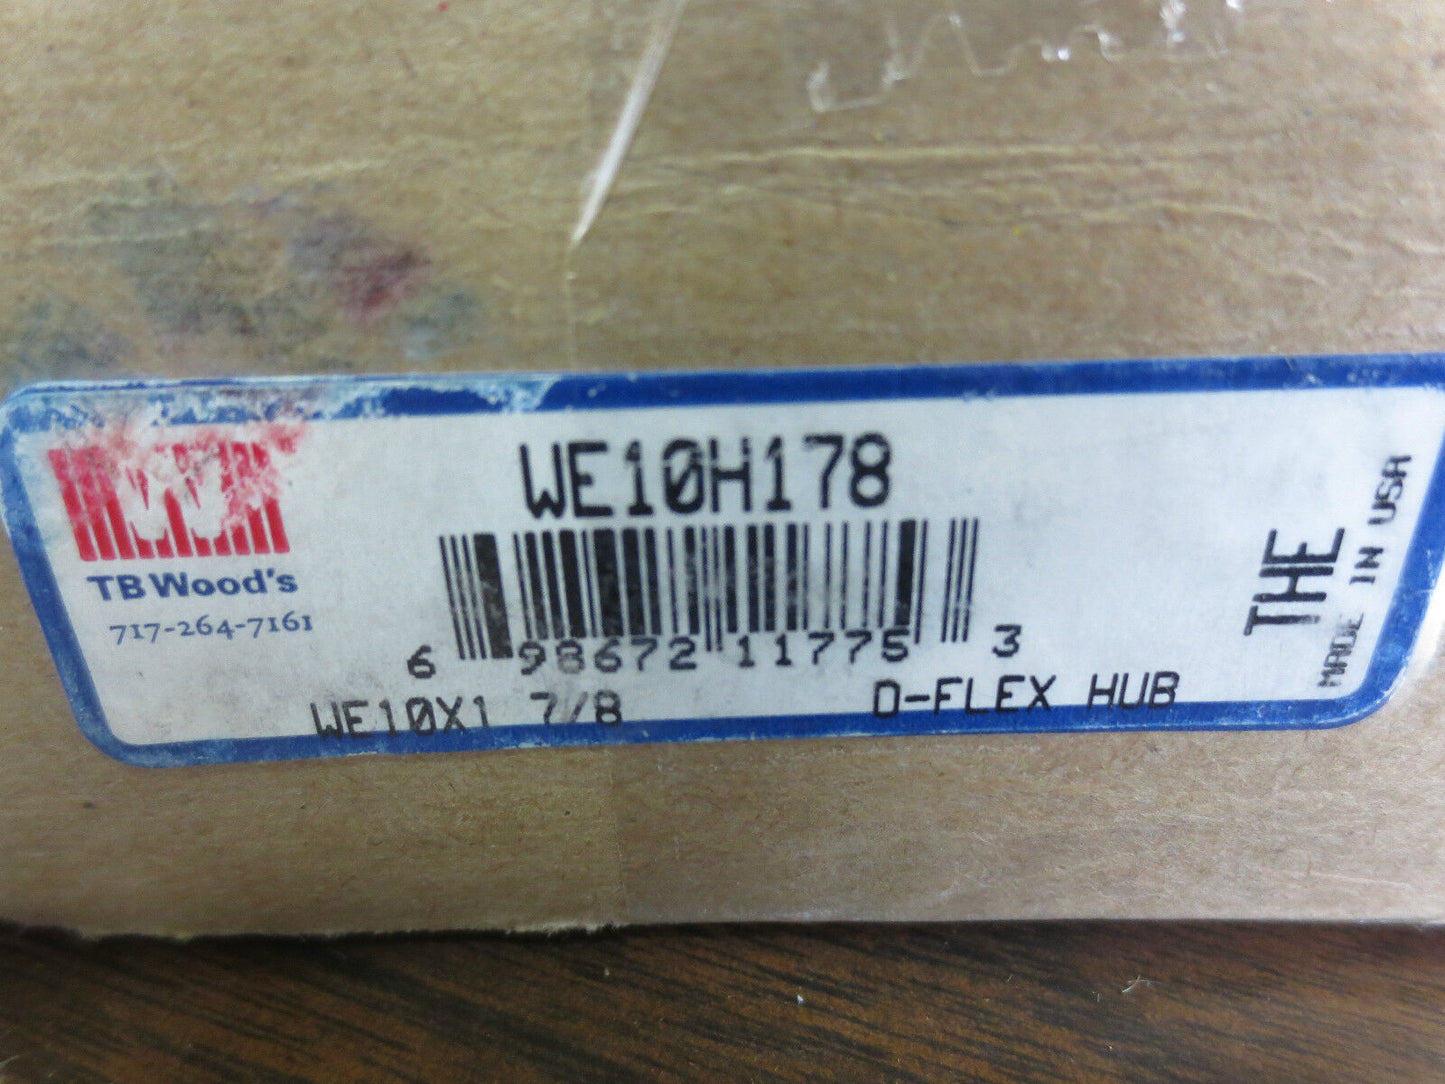 WE10H178
TB Wood's
717-264-7161
6 98672 11775 3
WE10X1 7/8 D-FLEX HUB
THE
MADE IN USA